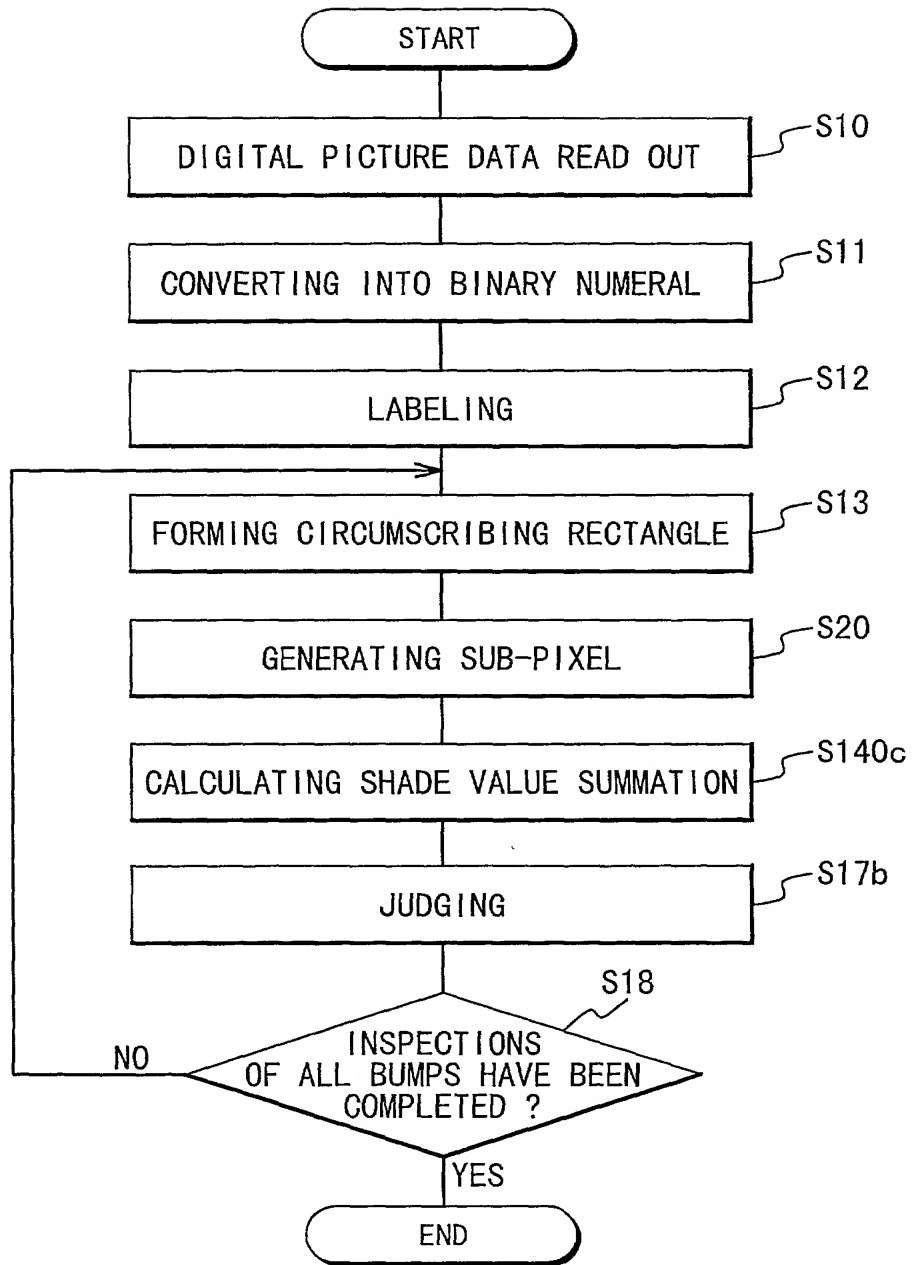 START
DIGITAL PICTURE DATA READ OUT
S10
CONVERTING INTO BINARY NUMERAL
S11
LABELING
S12
FORMING CIRCUMSCRIBING RECTANGLE
S13
GENERATING SUB-PIXEL
S20
CALCULATING SHADE VALUE SUMMATION
S140c
JUDGING
S17b
S18
INSPECTIONS
OF ALL BUMPS HAVE BEEN
COMPLETED ?
NO
YES
END